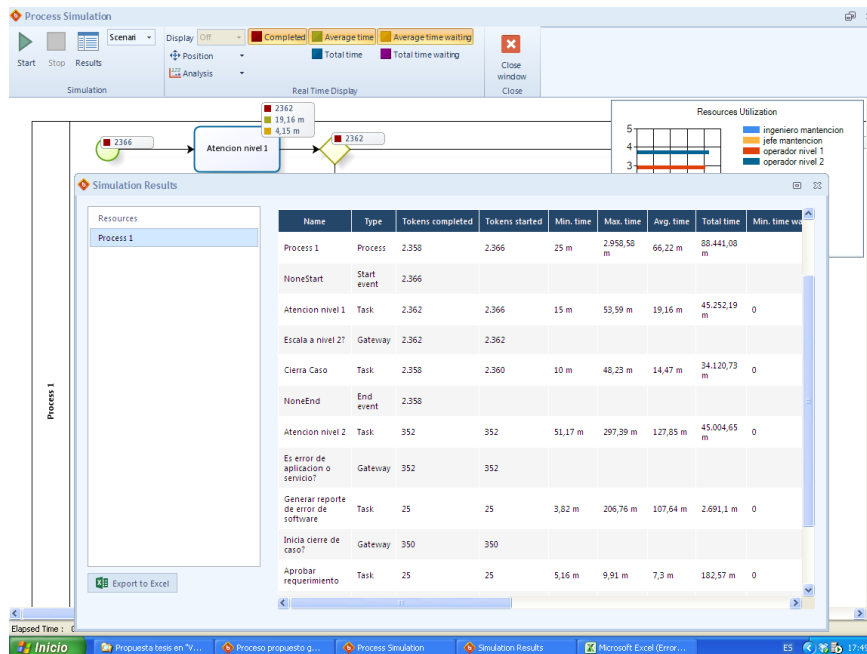 Process Simulation
Scenari Display Off Completed Average time Average time waiting
Position Total time Total time waiting
Start Stop Results Analysis Close window
Simulation Real Time Display Close
2362
19,16 m
4,15 m
2366
Atencion nivel 1
2362
Resources Utilization
5
4
3
ingeniero mantencion
jefe mantencion
operador nivel 1
operador nivel 2
Process 1
Simulation Results
Resources
Process 1
Name Type Tokens completed Tokens started Min. time Max. time Avg. time Total time Min. time wa
Process 1 Process 2.358 2.366 25 m 2.958,58 m 66,22 m 88.441,08 m
NoneStart Start event 2.366
Atencion nivel 1 Task 2.362 2.366 15 m 53,59 m 19,16 m 45.252,19 m 0
Escala a nivel 2? Gateway 2.362 2.362
Cierra Caso Task 2.358 2.360 10 m 48,23 m 14,47 m 34.120,73 m 0
NoneEnd End event 2.358
Atencion nivel 2 Task 352 352 51,17 m 297,39 m 127,85 m 45.004,65 m 0
Es error de aplicacion o servicio? Gateway 352 352
Generar reporte de error de software Task 25 25 3,82 m 206,76 m 107,64 m 2.691,1 m 0
Inicia cierre de caso? Gateway 350 350
Aprobar requerimiento Task 25 25 5,16 m 9,91 m 7,3 m 182,57 m 0
Export to Excel
Elapsed Time :
Inicio Propuesta tesis en "V... Proceso propuesto g... Process Simulation Simulation Results Microsoft Excel (Error... ES